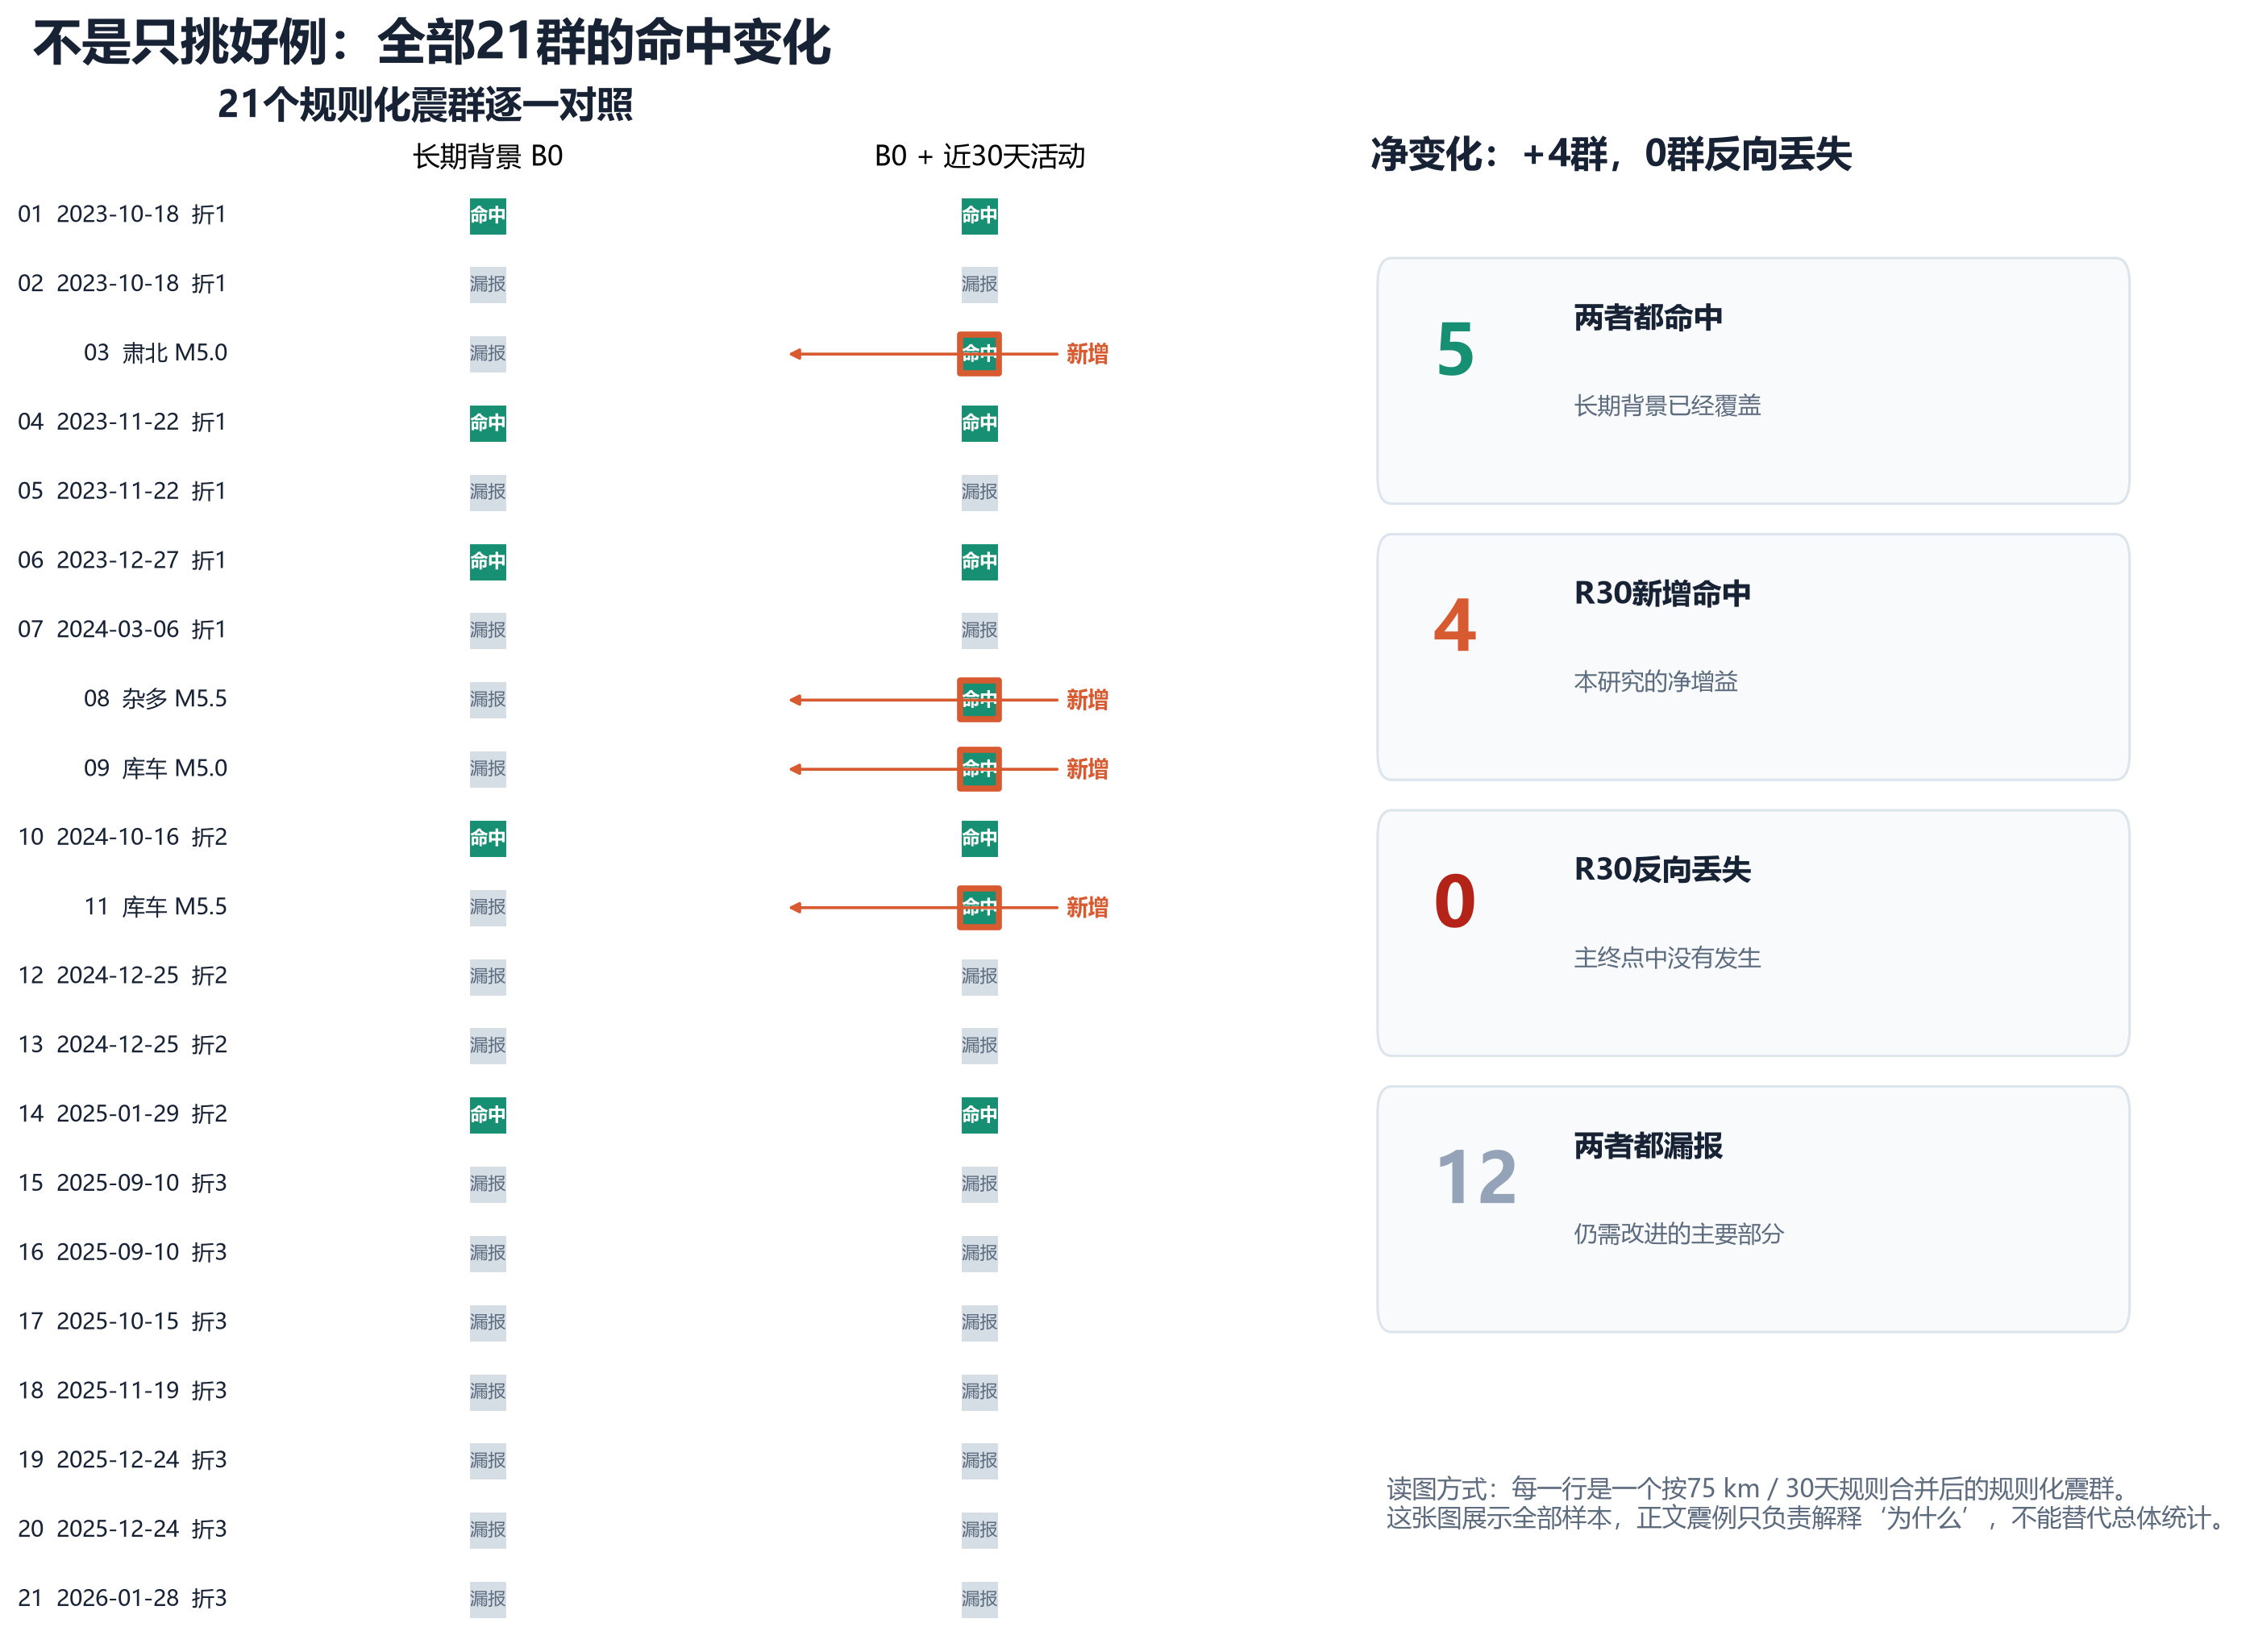 不是只挑好例：全部21群的命中变化
21个规则化震群逐一对照
长期背景 B0
B0 + 近30天活动
01 2023-10-18 折1 命中 命中
02 2023-10-18 折1 漏报 漏报
03 肃北 M5.0 漏报 命中 新增
04 2023-11-22 折1 命中 命中
05 2023-11-22 折1 漏报 漏报
06 2023-12-27 折1 命中 命中
07 2024-03-06 折1 漏报 漏报
08 杂多 M5.5 漏报 命中 新增
09 库车 M5.0 漏报 命中 新增
10 2024-10-16 折2 命中 命中
11 库车 M5.5 漏报 命中 新增
12 2024-12-25 折2 漏报 漏报
13 2024-12-25 折2 漏报 漏报
14 2025-01-29 折2 命中 命中
15 2025-09-10 折3 漏报 漏报
16 2025-09-10 折3 漏报 漏报
17 2025-10-15 折3 漏报 漏报
18 2025-11-19 折3 漏报 漏报
19 2025-12-24 折3 漏报 漏报
20 2025-12-24 折3 漏报 漏报
21 2026-01-28 折3 漏报 漏报
净变化：+4群，0群反向丢失
5 两者都命中
长期背景已经覆盖
4 R30新增命中
本研究的净增益
0 R30反向丢失
主终点中没有发生
12 两者都漏报
仍需改进的主要部分
读图方式：每一行是一个按75 km / 30天规则合并后的规则化震群。
这张图展示全部样本，正文震例只负责解释‘为什么’，不能替代总体统计。